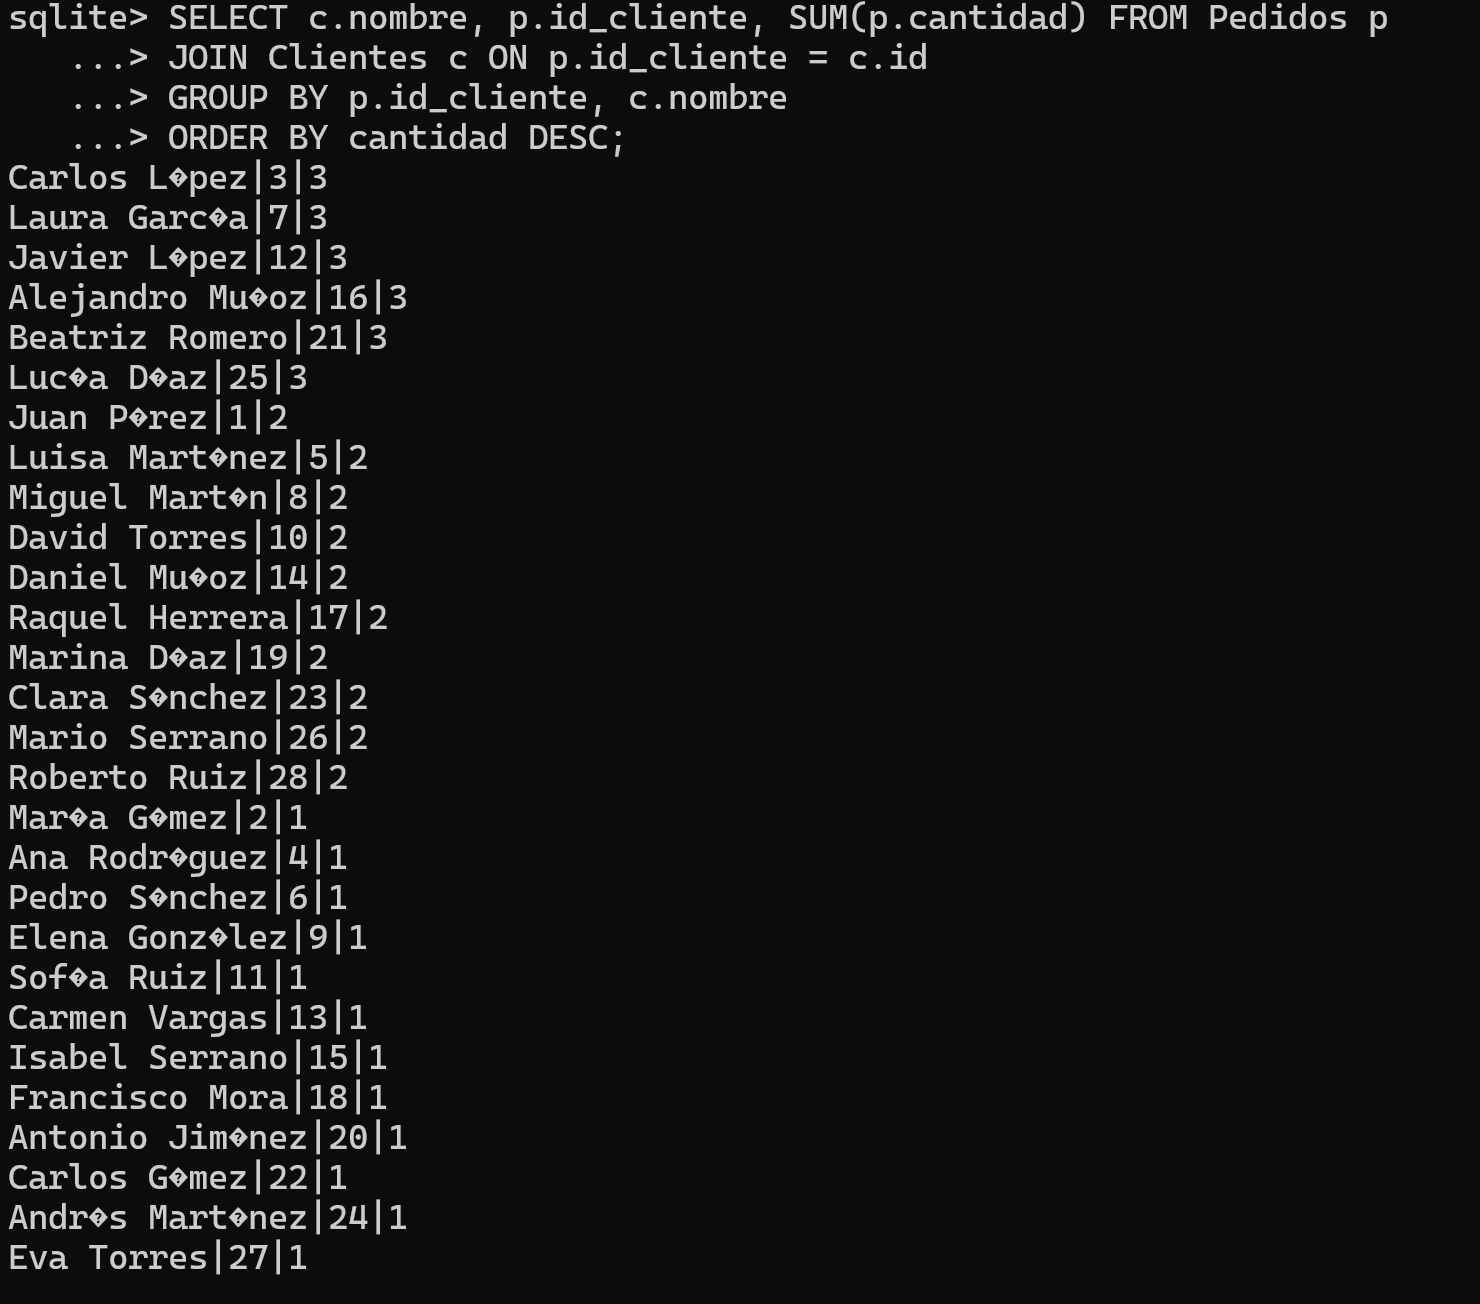 sqlite> SELECT c.nombre, p.id_cliente, SUM(p.cantidad) FROM Pedidos p
...> JOIN Clientes c ON p.id_cliente = c.id
...> GROUP BY p.id_cliente, c.nombre
...> ORDER BY cantidad DESC;
Carlos L�pez|3|3
Laura Garc�a|7|3
Javier L�pez|12|3
Alejandro Mu�oz|16|3
Beatriz Romero|21|3
Luc�a D�az|25|3
Juan P�rez|1|2
Luisa Mart�nez|5|2
Miguel Mart�n|8|2
David Torres|10|2
Daniel Mu�oz|14|2
Raquel Herrera|17|2
Marina D�az|19|2
Clara S�nchez|23|2
Mario Serrano|26|2
Roberto Ruiz|28|2
Mar�a G�mez|2|1
Ana Rodr�guez|4|1
Pedro S�nchez|6|1
Elena Gonz�lez|9|1
Sof�a Ruiz|11|1
Carmen Vargas|13|1
Isabel Serrano|15|1
Francisco Mora|18|1
Antonio Jim�nez|20|1
Carlos G�mez|22|1
Andr�s Mart�nez|24|1
Eva Torres|27|1